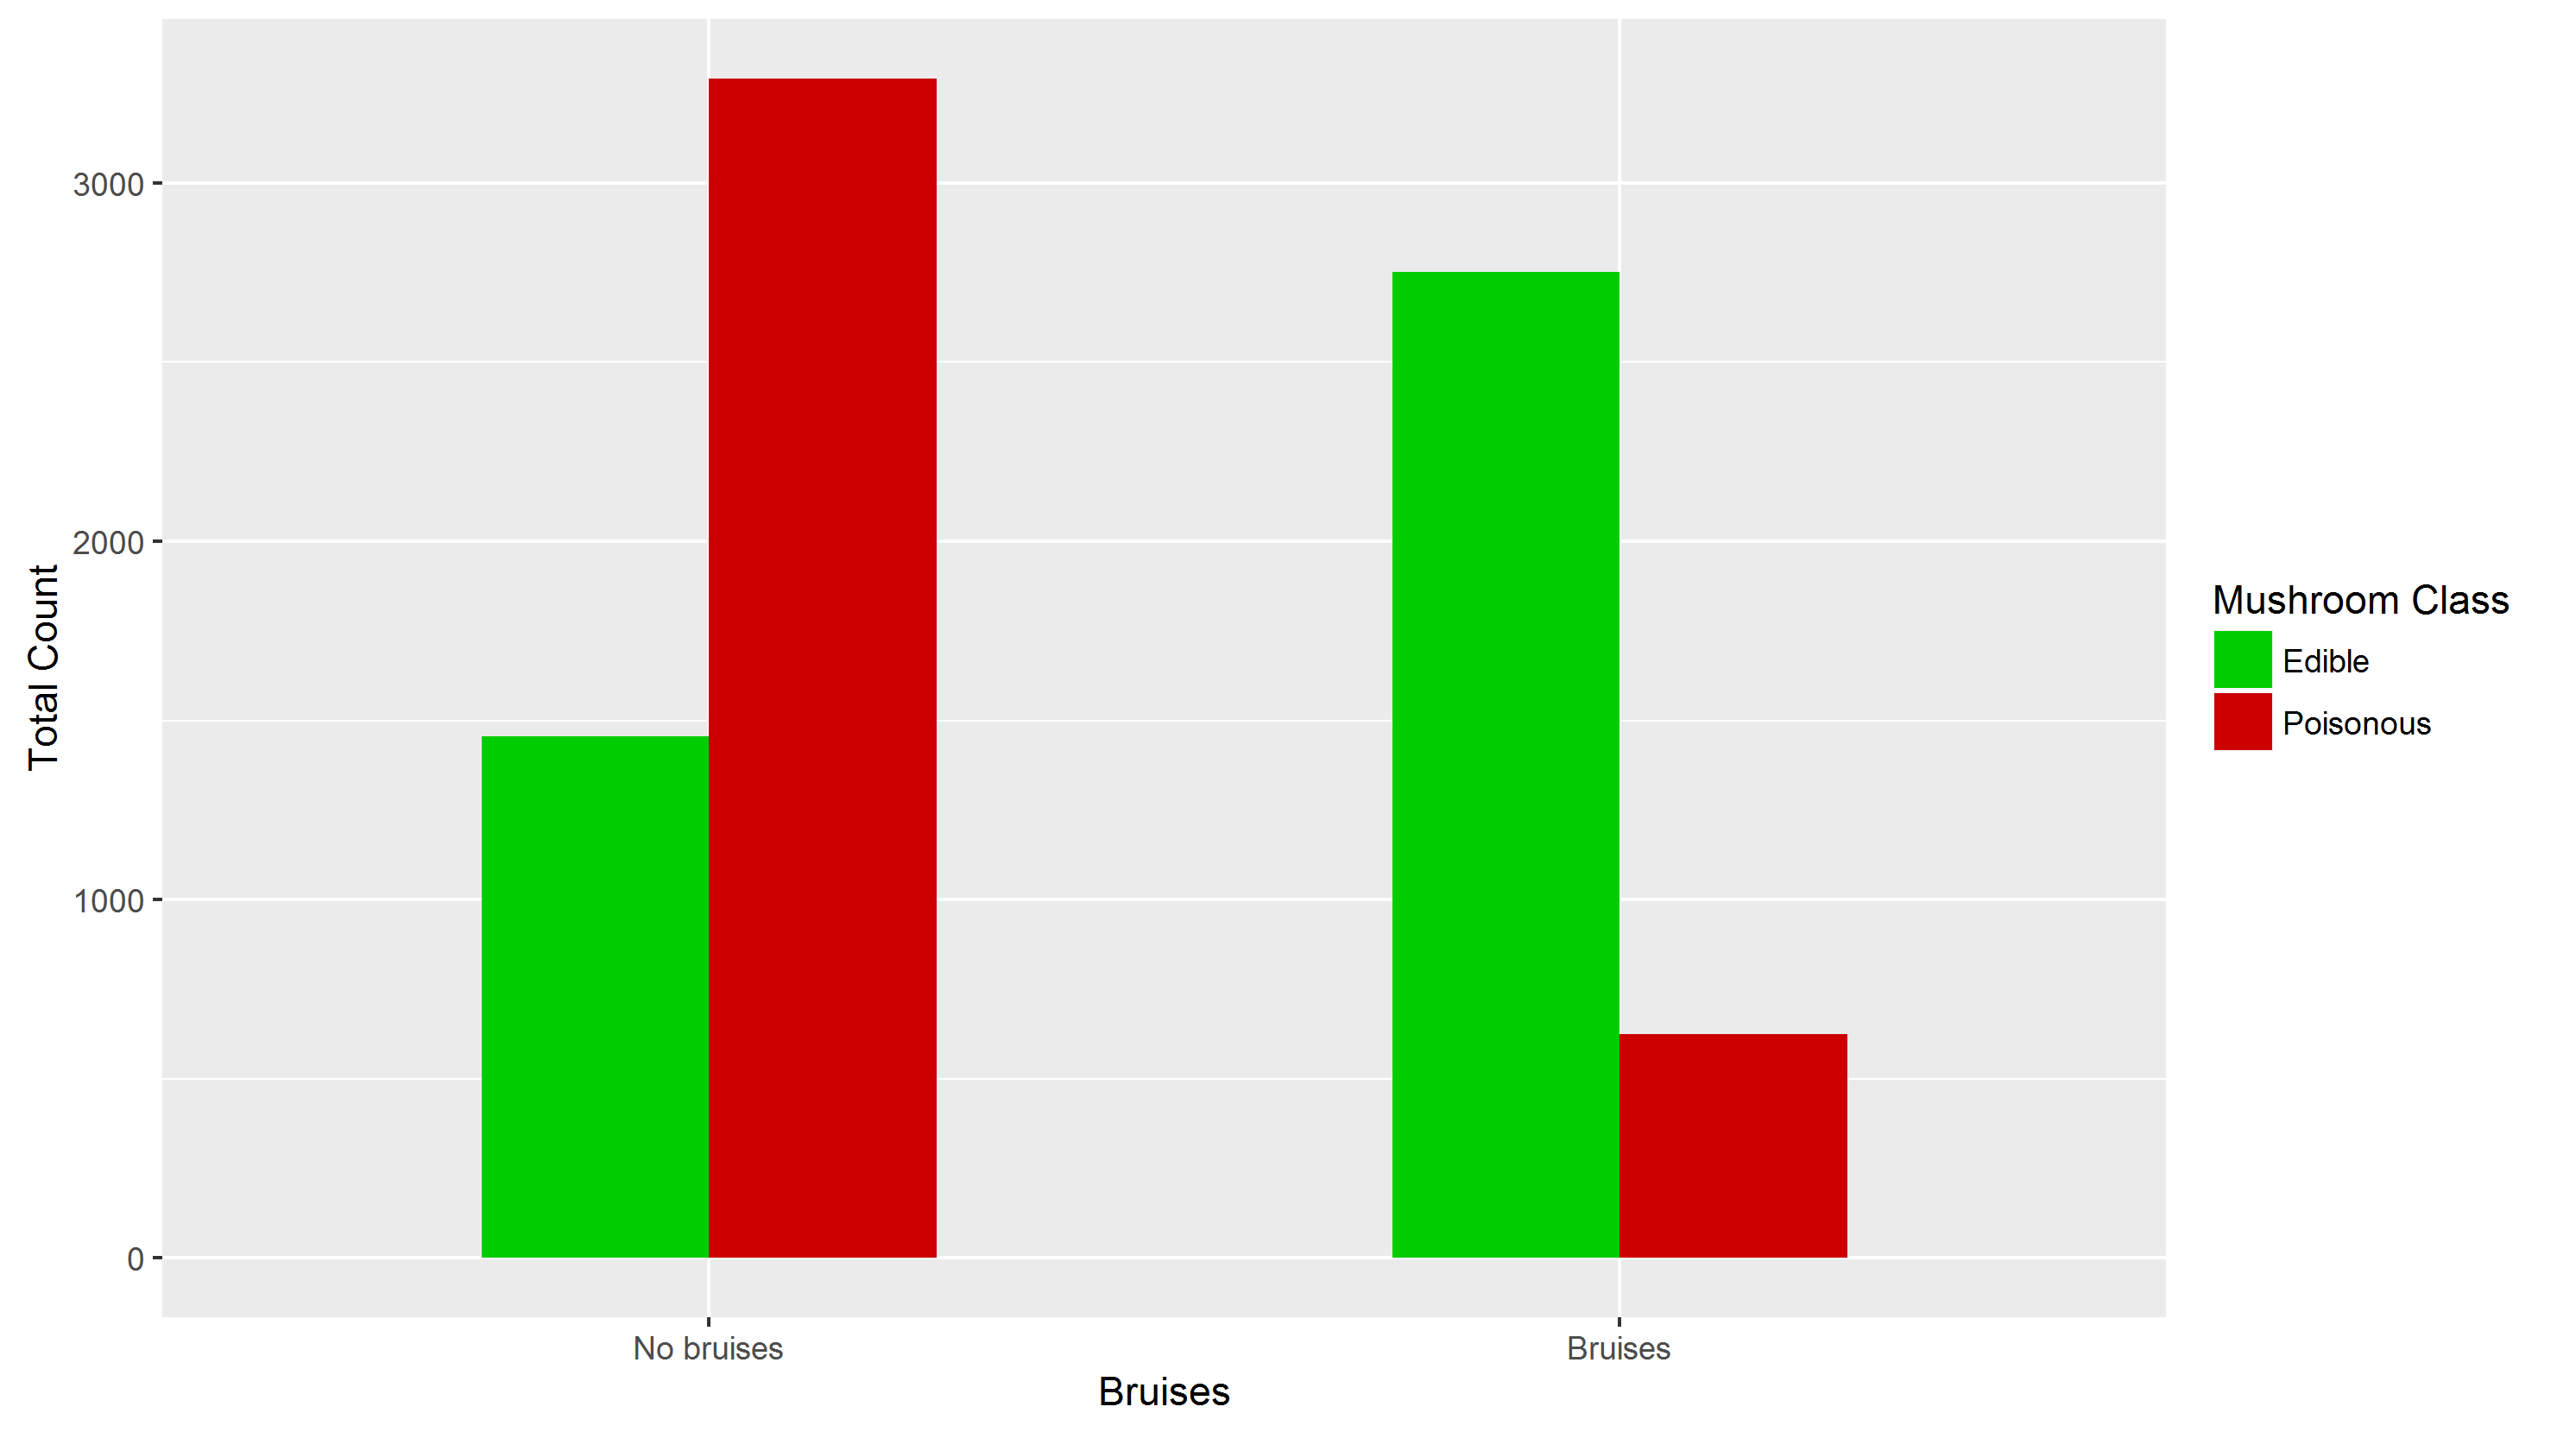 3000
2000
1000
0
Total Count
No bruises
Bruises
Bruises
Mushroom Class
Edible
Poisonous